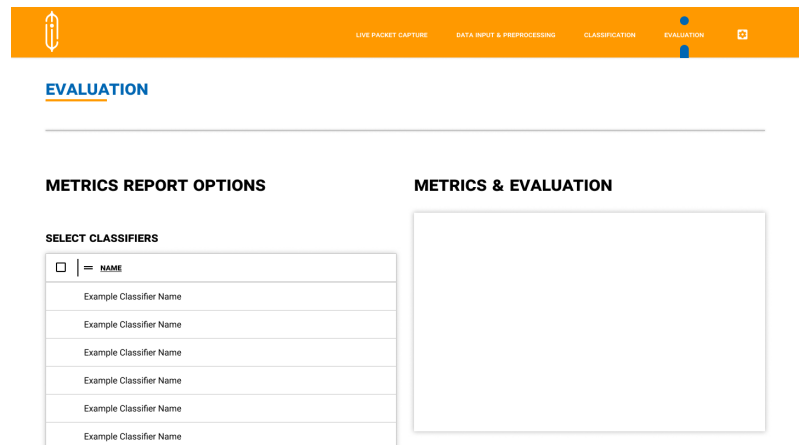 LIVE PACKET CAPTURE DATA INPUT & PREPROCESSING CLASSIFICATION EVALUATION
EVALUATION
METRICS REPORT OPTIONS
METRICS & EVALUATION
SELECT CLASSIFIERS
NAME
Example Classifier Name
Example Classifier Name
Example Classifier Name
Example Classifier Name
Example Classifier Name
Example Classifier Name